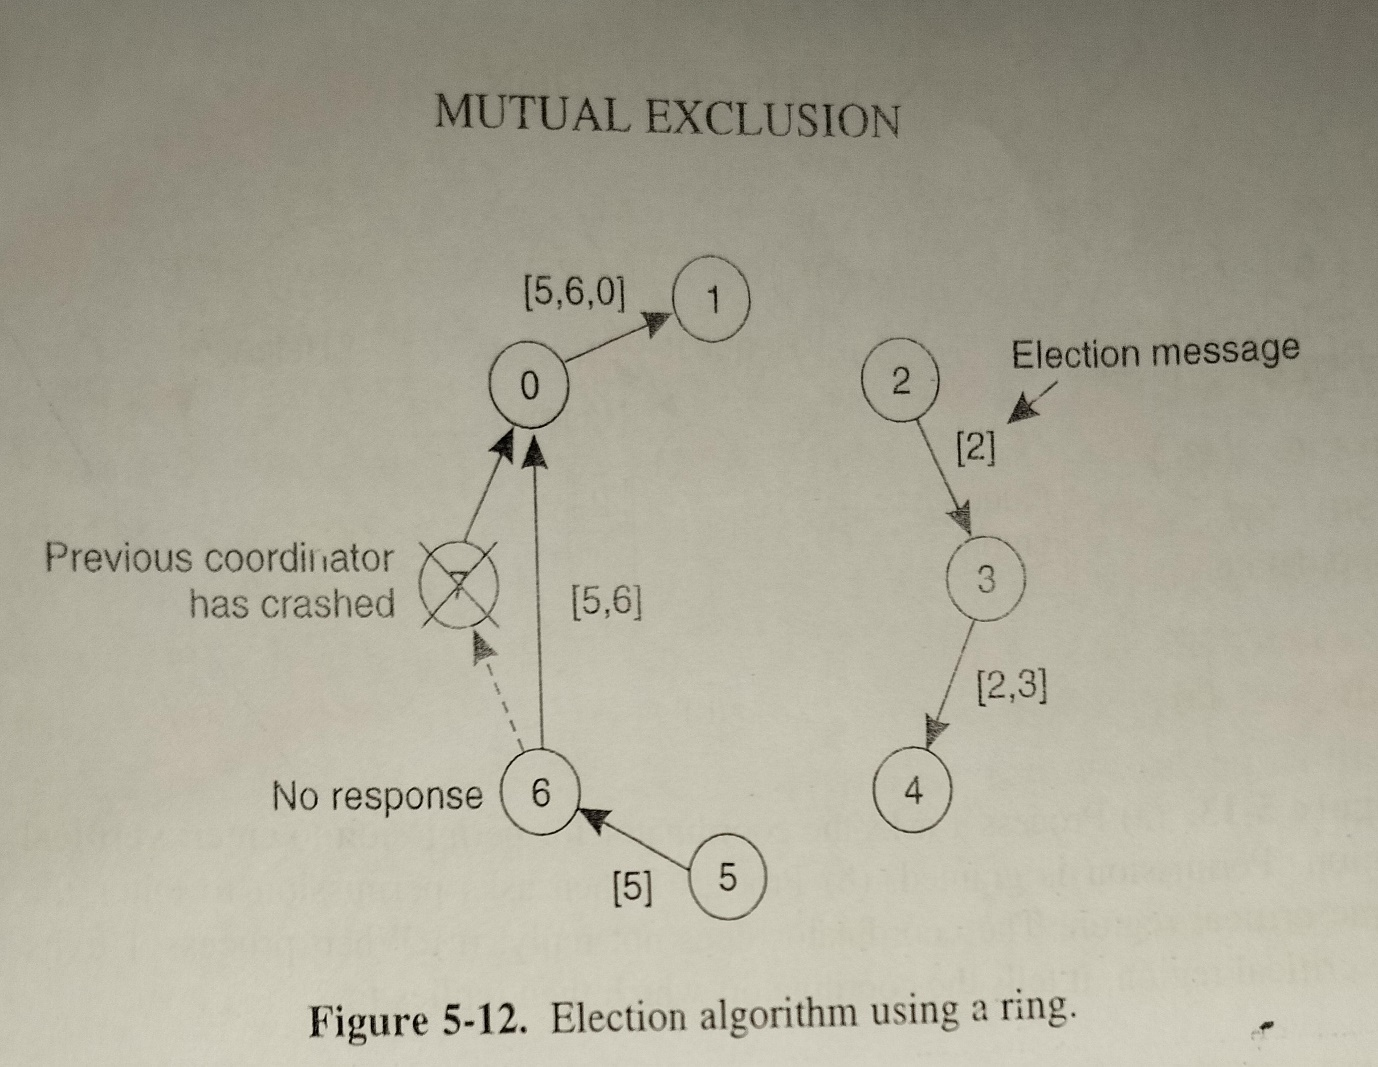 MUTUAL EXCLUSION
[5,6,0]
1
0
2
Election message
[2]
Previous coordinator
has crashed
7
[5,6]
3
[2,3]
No response
6
4
[5]
5
Figure 5-12. Election algorithm using a ring.